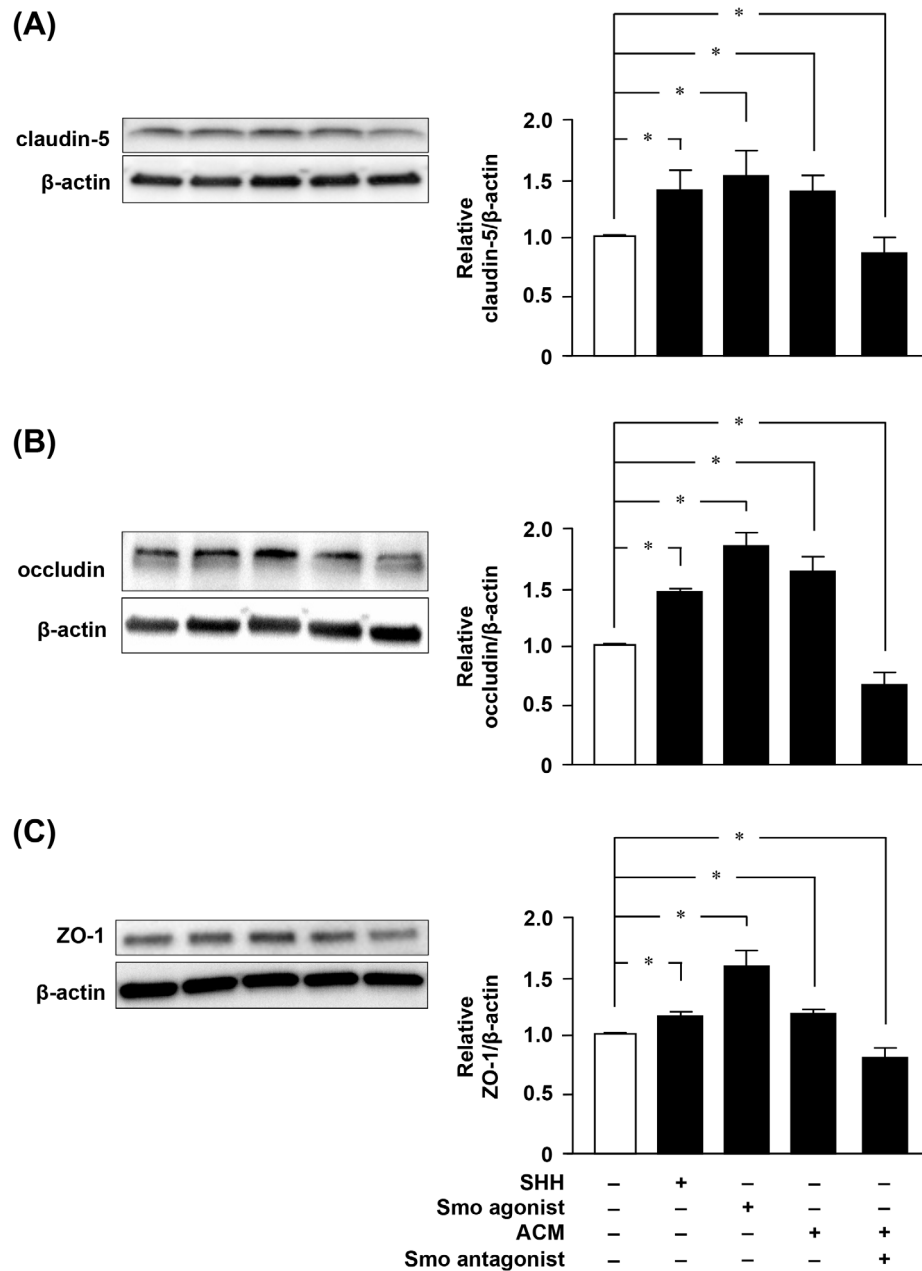 (A)
claudin-5
β-actin
Relative
claudin-5/β-actin
2.0
1.5
1.0
0.5
0
*
*
*
*
(B)
occludin
β-actin
Relative
occludin/β-actin
2.0
1.5
1.0
0.5
0
*
*
*
*
(C)
ZO-1
β-actin
Relative
ZO-1/β-actin
2.0
1.5
1.0
0.5
0
*
*
*
*
SHH – + – – –
Smo agonist – – + – –
ACM – – – + +
Smo antagonist – – – – +